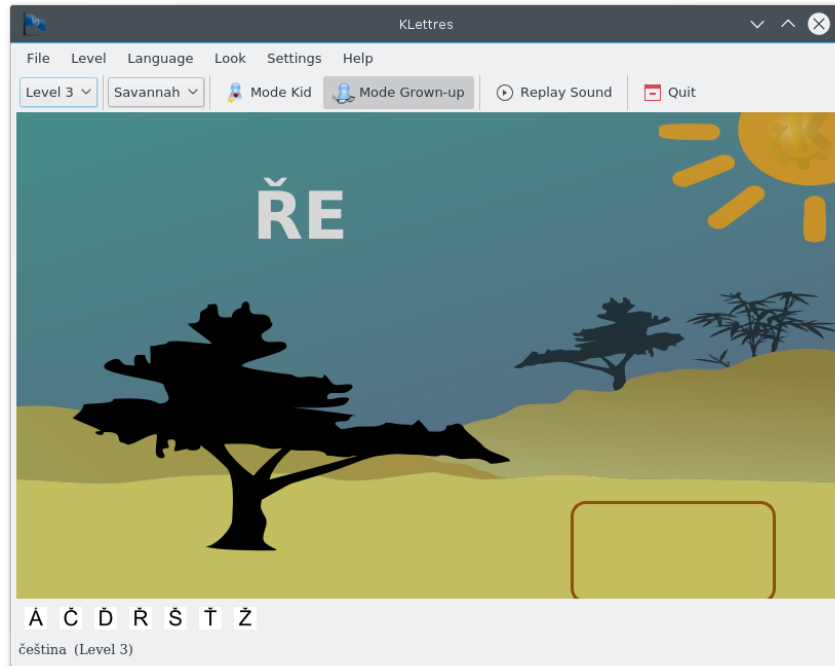 KLettres
File Level Language Look Settings Help
Level 3 Savannah Mode Kid Mode Grown-up Replay Sound Quit
ŘE
Á Č Ď Ř Š Ť Ž
čeština (Level 3)